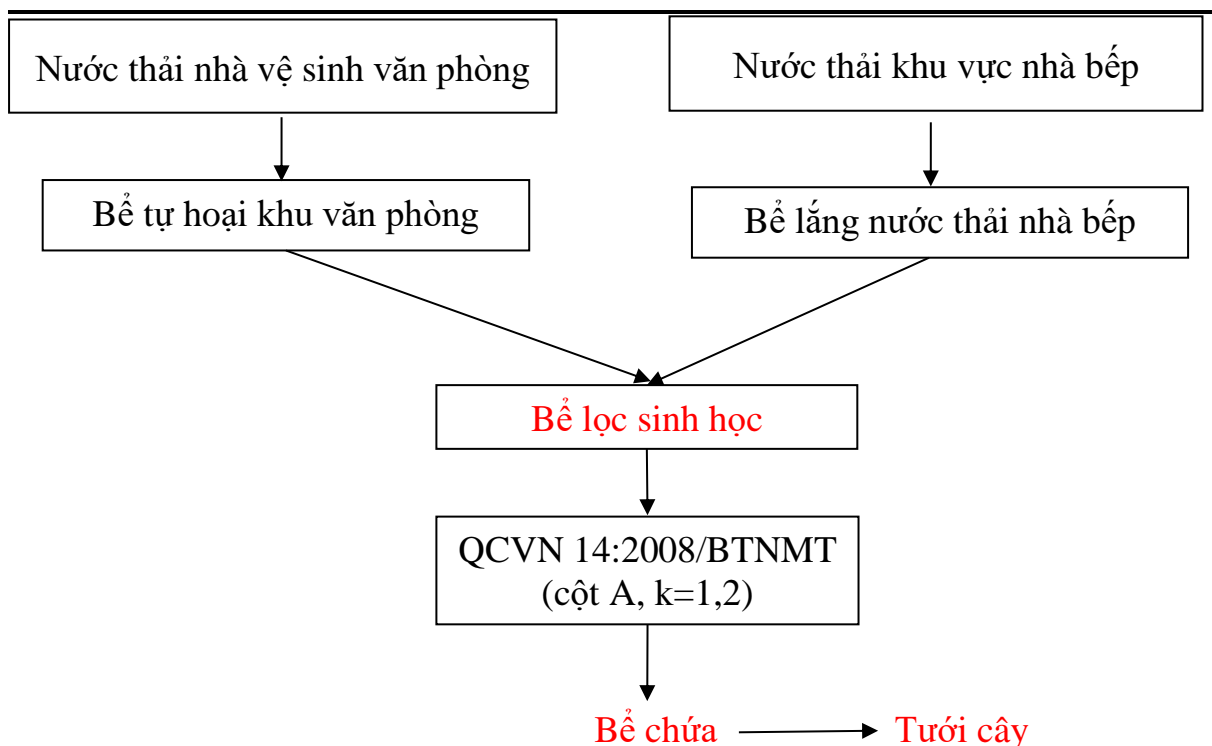 Nước thải nhà vệ sinh văn phòng
Nước thải khu vực nhà bếp
Bể tự hoại khu văn phòng
Bể lắng nước thải nhà bếp
Bể lọc sinh học
QCVN 14:2008/BTNMT
(cột A, k=1,2)
Bể chứa
Tưới cây